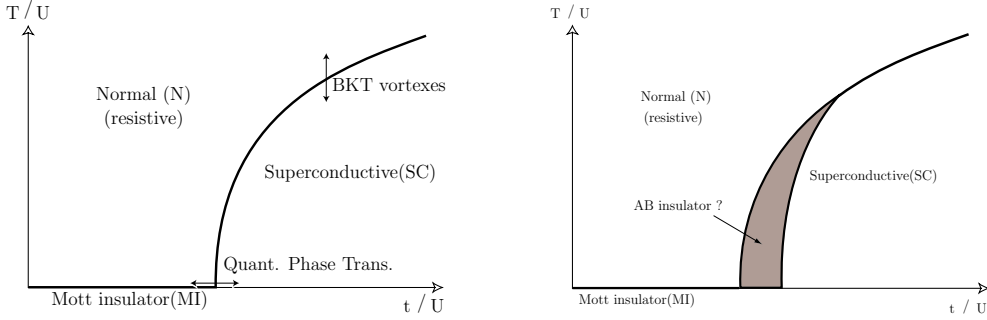 T / U
Normal (N)
(resistive)
BKT vortexes
Superconductive(SC)
Quant. Phase Trans.
Mott insulator(MI)
t / U
T / U
Normal (N)
(resistive)
Superconductive(SC)
AB insulator ?
Mott insulator(MI)
t / U